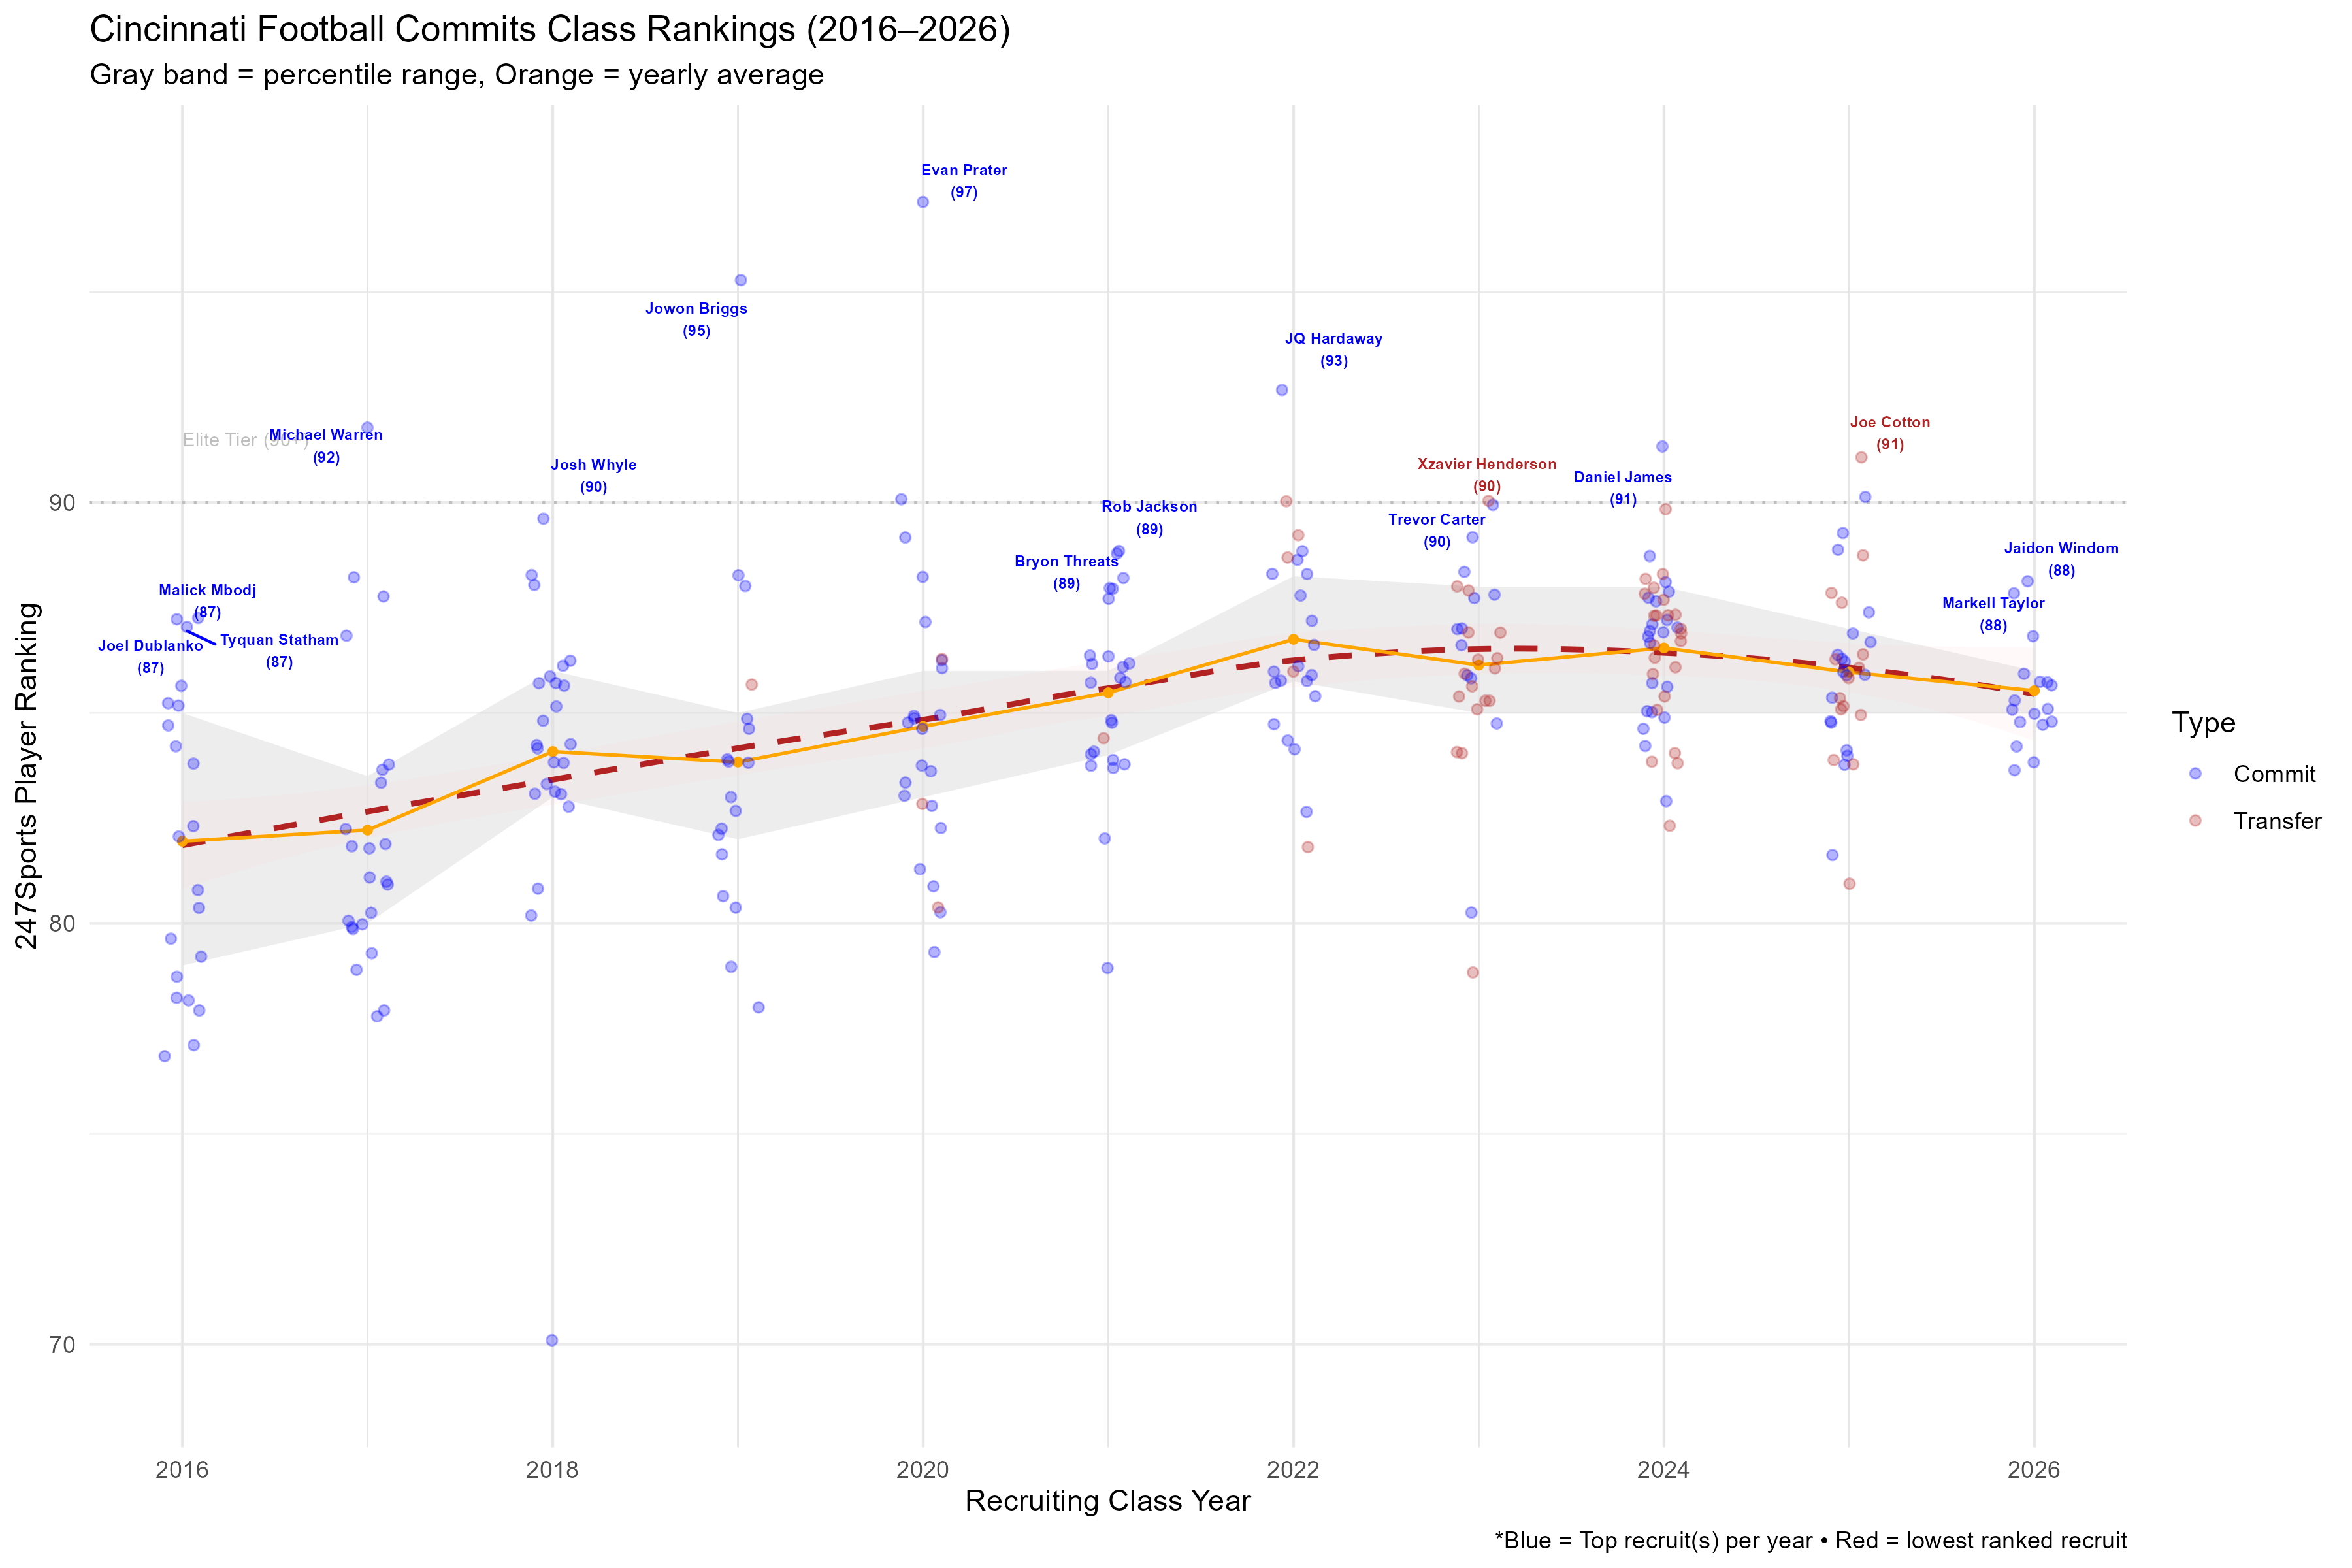 Cincinnati Football Commits Class Rankings (2016–2026)
Gray band = percentile range, Orange = yearly average
Evan Prater
(97)
Jowon Briggs
(95)
JQ Hardaway
(93)
Joe Cotton
(91)
Elite Tier (90+)
Michael Warren
(92)
Josh Whyle
(90)
Xzavier Henderson
(90)
Daniel James
(91)
Rob Jackson
(89)
Trevor Carter
(90)
Bryon Threats
(89)
Jaidon Windom
(88)
Malick Mbodj
(87)
Markell Taylor
(88)
Joel Dublanko
(87)
Tyquan Statham
(87)
90
80
70
247Sports Player Ranking
2016
2018
2020
2022
2024
2026
Recruiting Class Year
Type
Commit
Transfer
*Blue = Top recruit(s) per year • Red = lowest ranked recruit